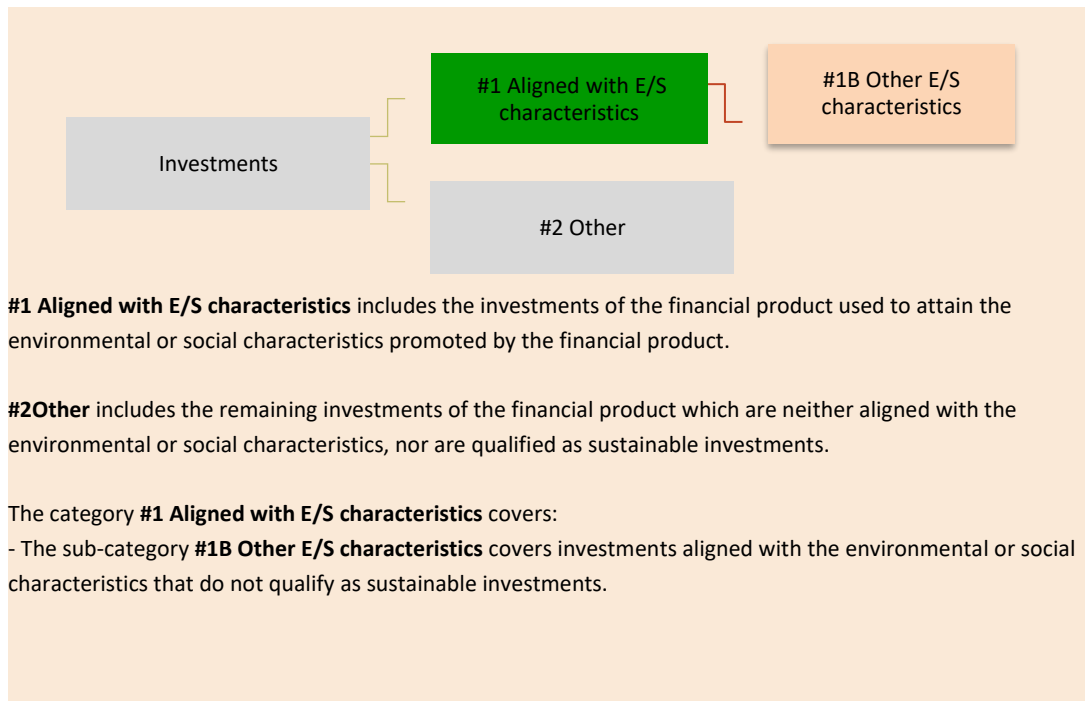 #1 Aligned with E/S
characteristics
#1B Other E/S
characteristics
Investments
#2 Other
#1 Aligned with E/S characteristics includes the investments of the financial product used to attain the
environmental or social characteristics promoted by the financial product.
#2Other includes the remaining investments of the financial product which are neither aligned with the
environmental or social characteristics, nor are qualified as sustainable investments.
The category #1 Aligned with E/S characteristics covers:
- The sub-category #1B Other E/S characteristics covers investments aligned with the environmental or social
characteristics that do not qualify as sustainable investments.